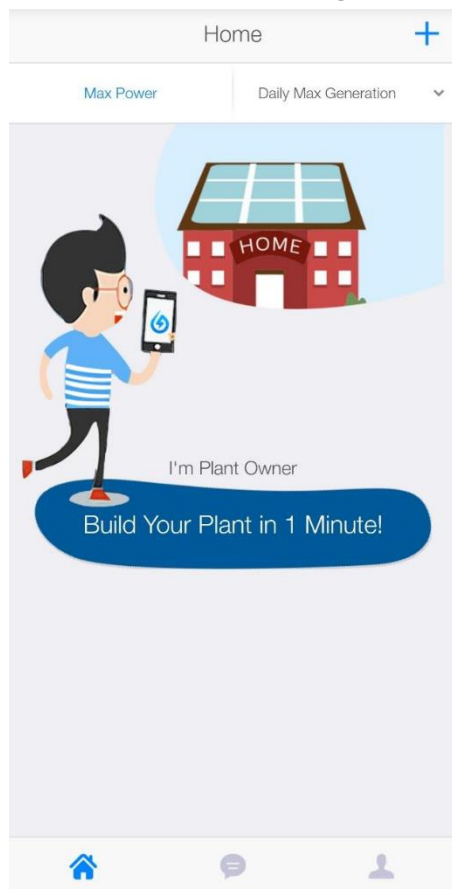 Home
Max Power
Daily Max Generation
HOME
I'm Plant Owner
Build Your Plant in 1 Minute!